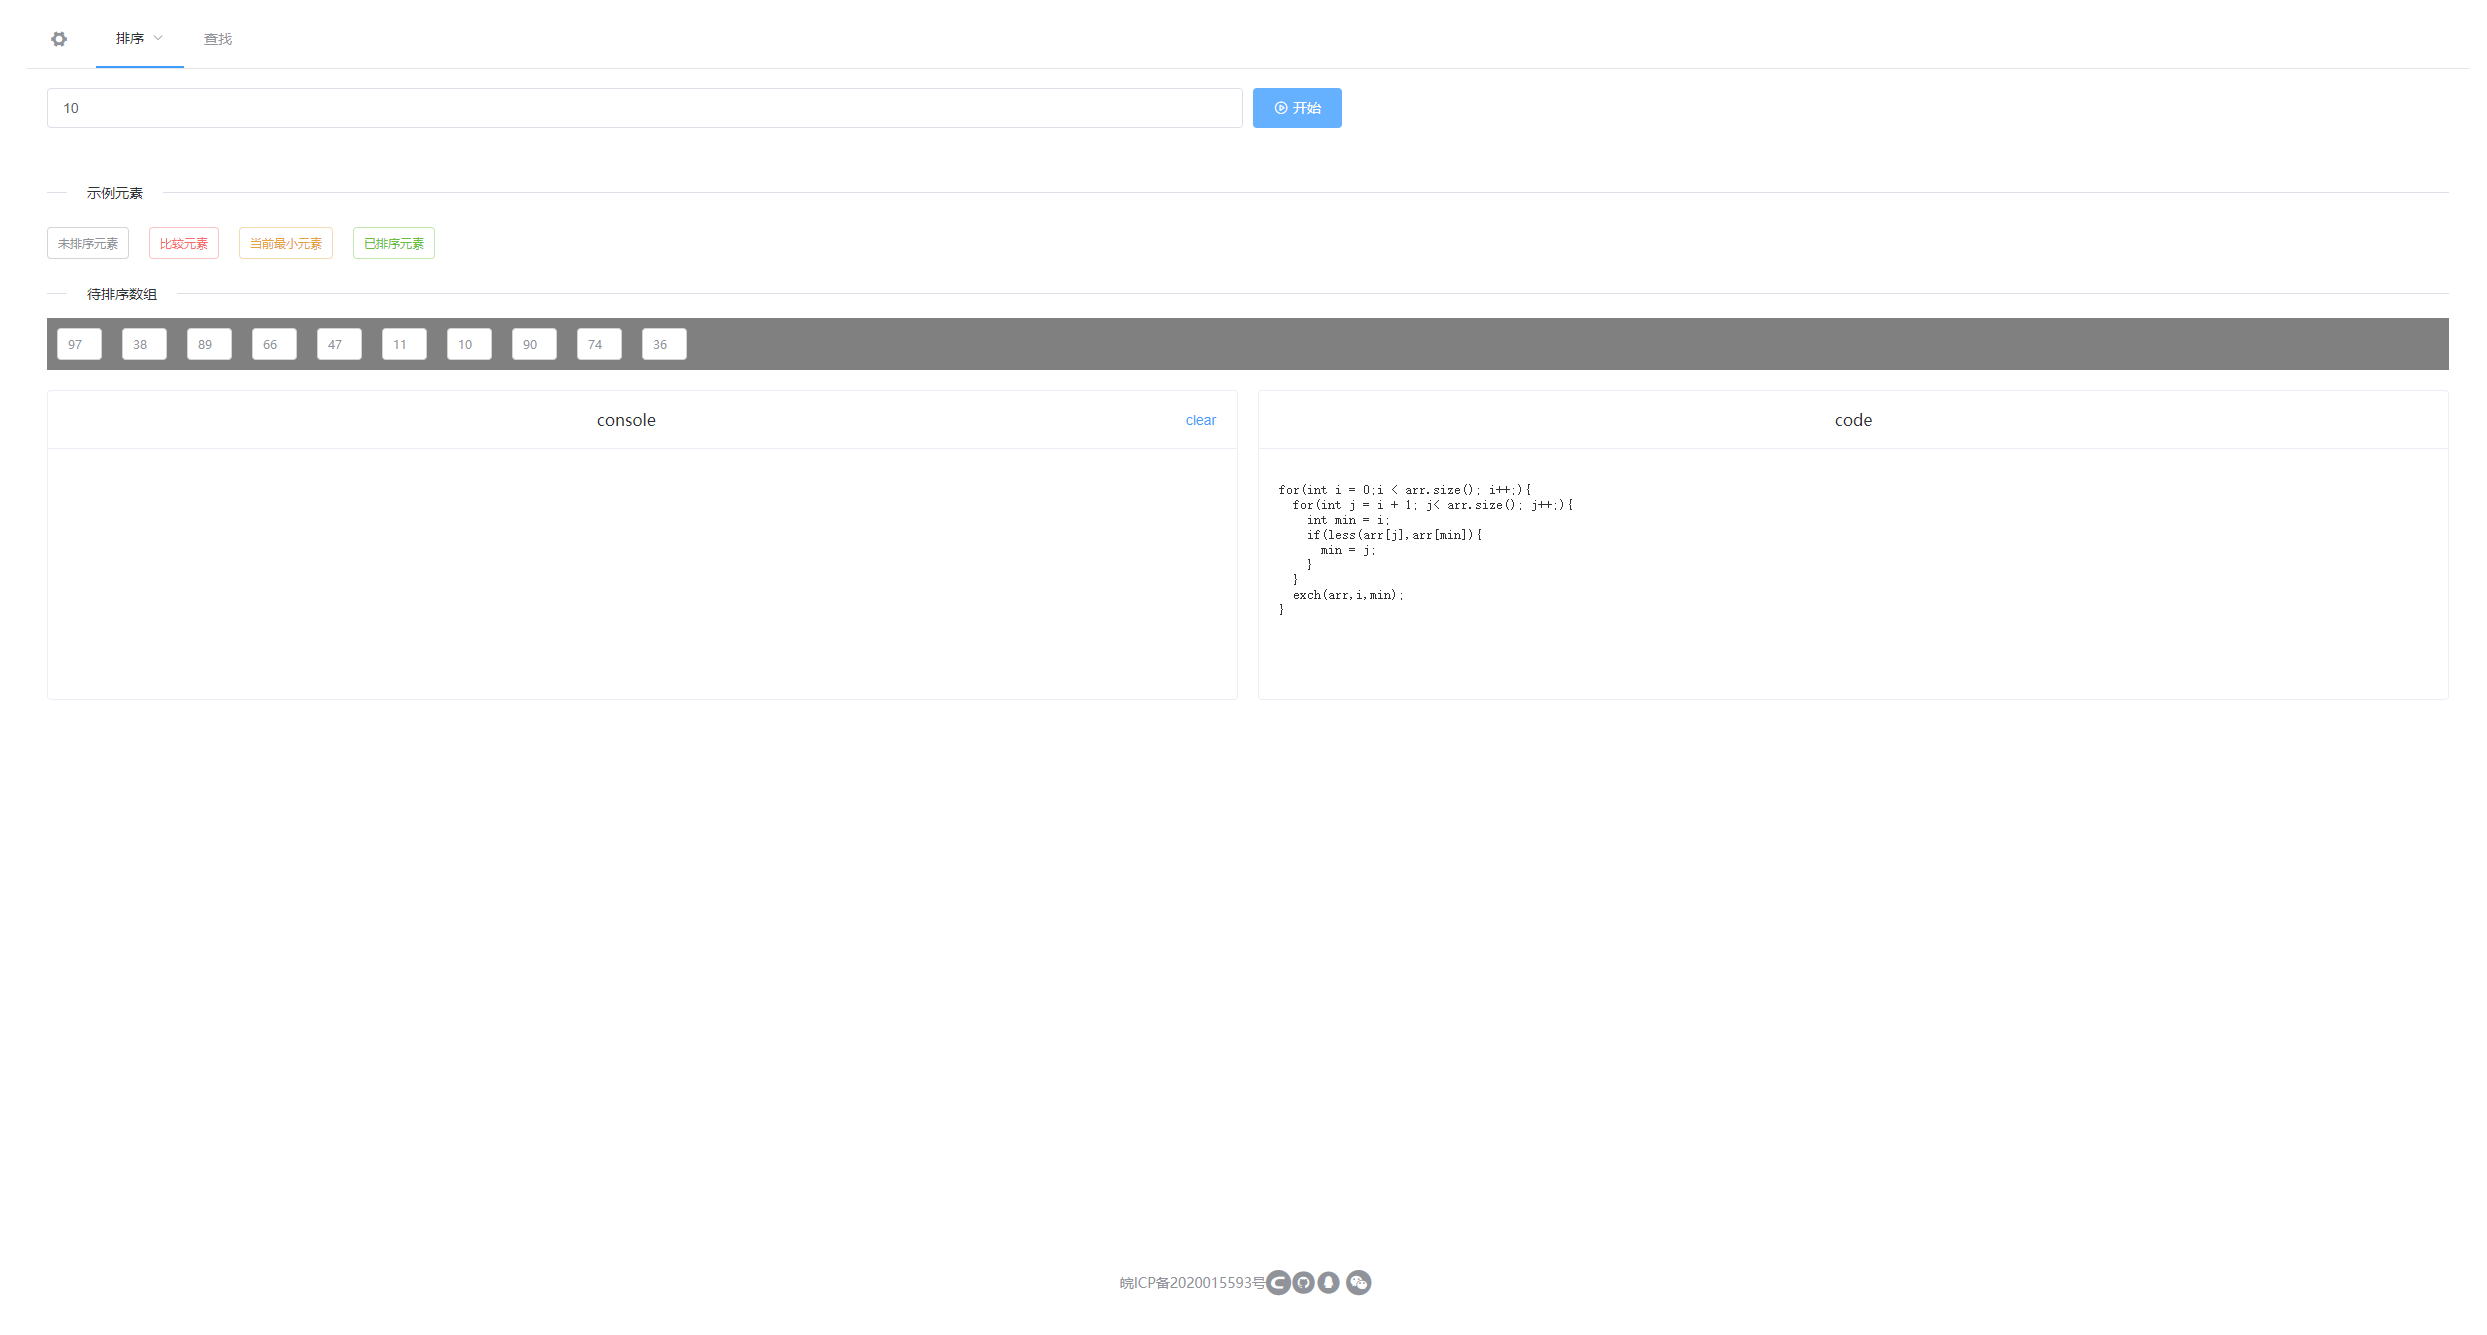 排序 查找
10 开始
示例元素
未排序元素 比较元素 当前最小元素 已排序元素
待排序数组
97 38 89 66 47 11 10 90 74 36
console clear
code
for(int i = 0;i < arr.size(); i++;){
  for(int j = i + 1; j< arr.size(); j++;){
    int min = i;
    if(less(arr[j],arr[min]){
      min = j;
    }
  }
  exch(arr,i,min);
}
皖ICP备2020015593号